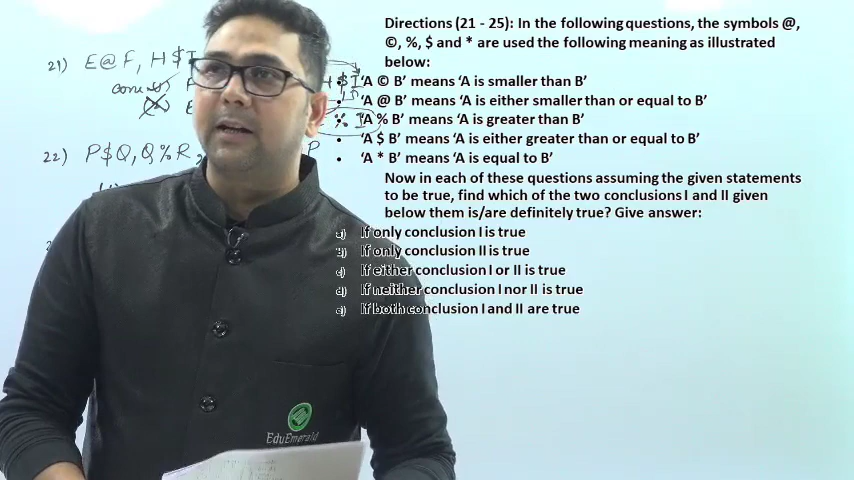 Directions (21 - 25): In the following questions, the symbols @,
©, %, $ and * are used the following meaning as illustrated
below:
• 'A © B' means 'A is smaller than B'
• 'A @ B' means 'A is either smaller than or equal to B'
• 'A % B' means 'A is greater than B'
• 'A $ B' means 'A is either greater than or equal to B'
• 'A * B' means 'A is equal to B'
Now in each of these questions assuming the given statements
to be true, find which of the two conclusions I and II given
below them is/are definitely true? Give answer:
a) If only conclusion I is true
b) If only conclusion II is true
c) If either conclusion I or II is true
d) If neither conclusion I nor II is true
e) If both conclusion I and II are true
21) E@F, H$I
% I
22) P$Q, Q%R, P
EduEmerald